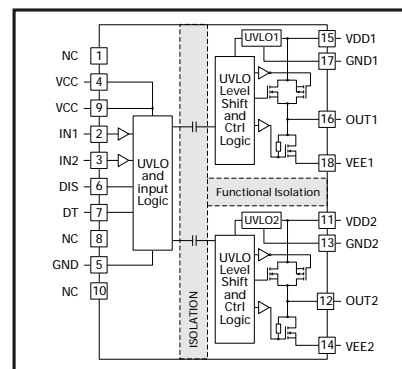 NC 1
VCC 4
VCC 9
IN1 2
IN2 3
DIS 6
DT 7
NC 8
GND 5
NC 10
UVLO
and
input
Logic
ISOLATION
UVLO1
UVLO
Level
Shift
and
Ctrl
Logic
15 VDD1
17 GND1
16 OUT1
18 VEE1
Functional Isolation
UVLO2
UVLO
Level
Shift
and
Ctrl
Logic
11 VDD2
13 GND2
12 OUT2
14 VEE2